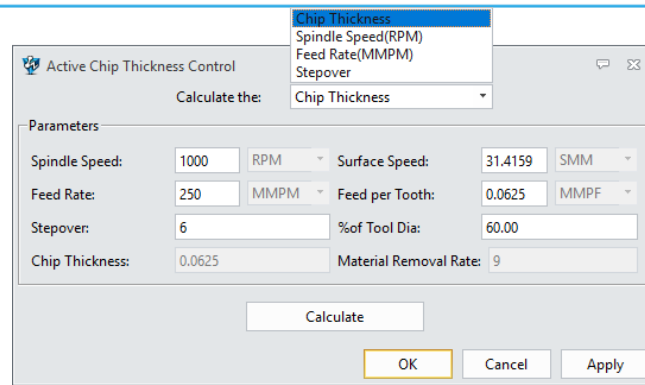 Chip Thickness
Spindle Speed(RPM)
Feed Rate(MMPM)
Stepover
Active Chip Thickness Control
Calculate the: Chip Thickness
Parameters
Spindle Speed: 1000 RPM Surface Speed: 31.4159 SMM
Feed Rate: 250 MMPM Feed per Tooth: 0.0625 MMPF
Stepover: 6 %of Tool Dia: 60.00
Chip Thickness: 0.0625 Material Removal Rate: 9
Calculate
OK Cancel Apply